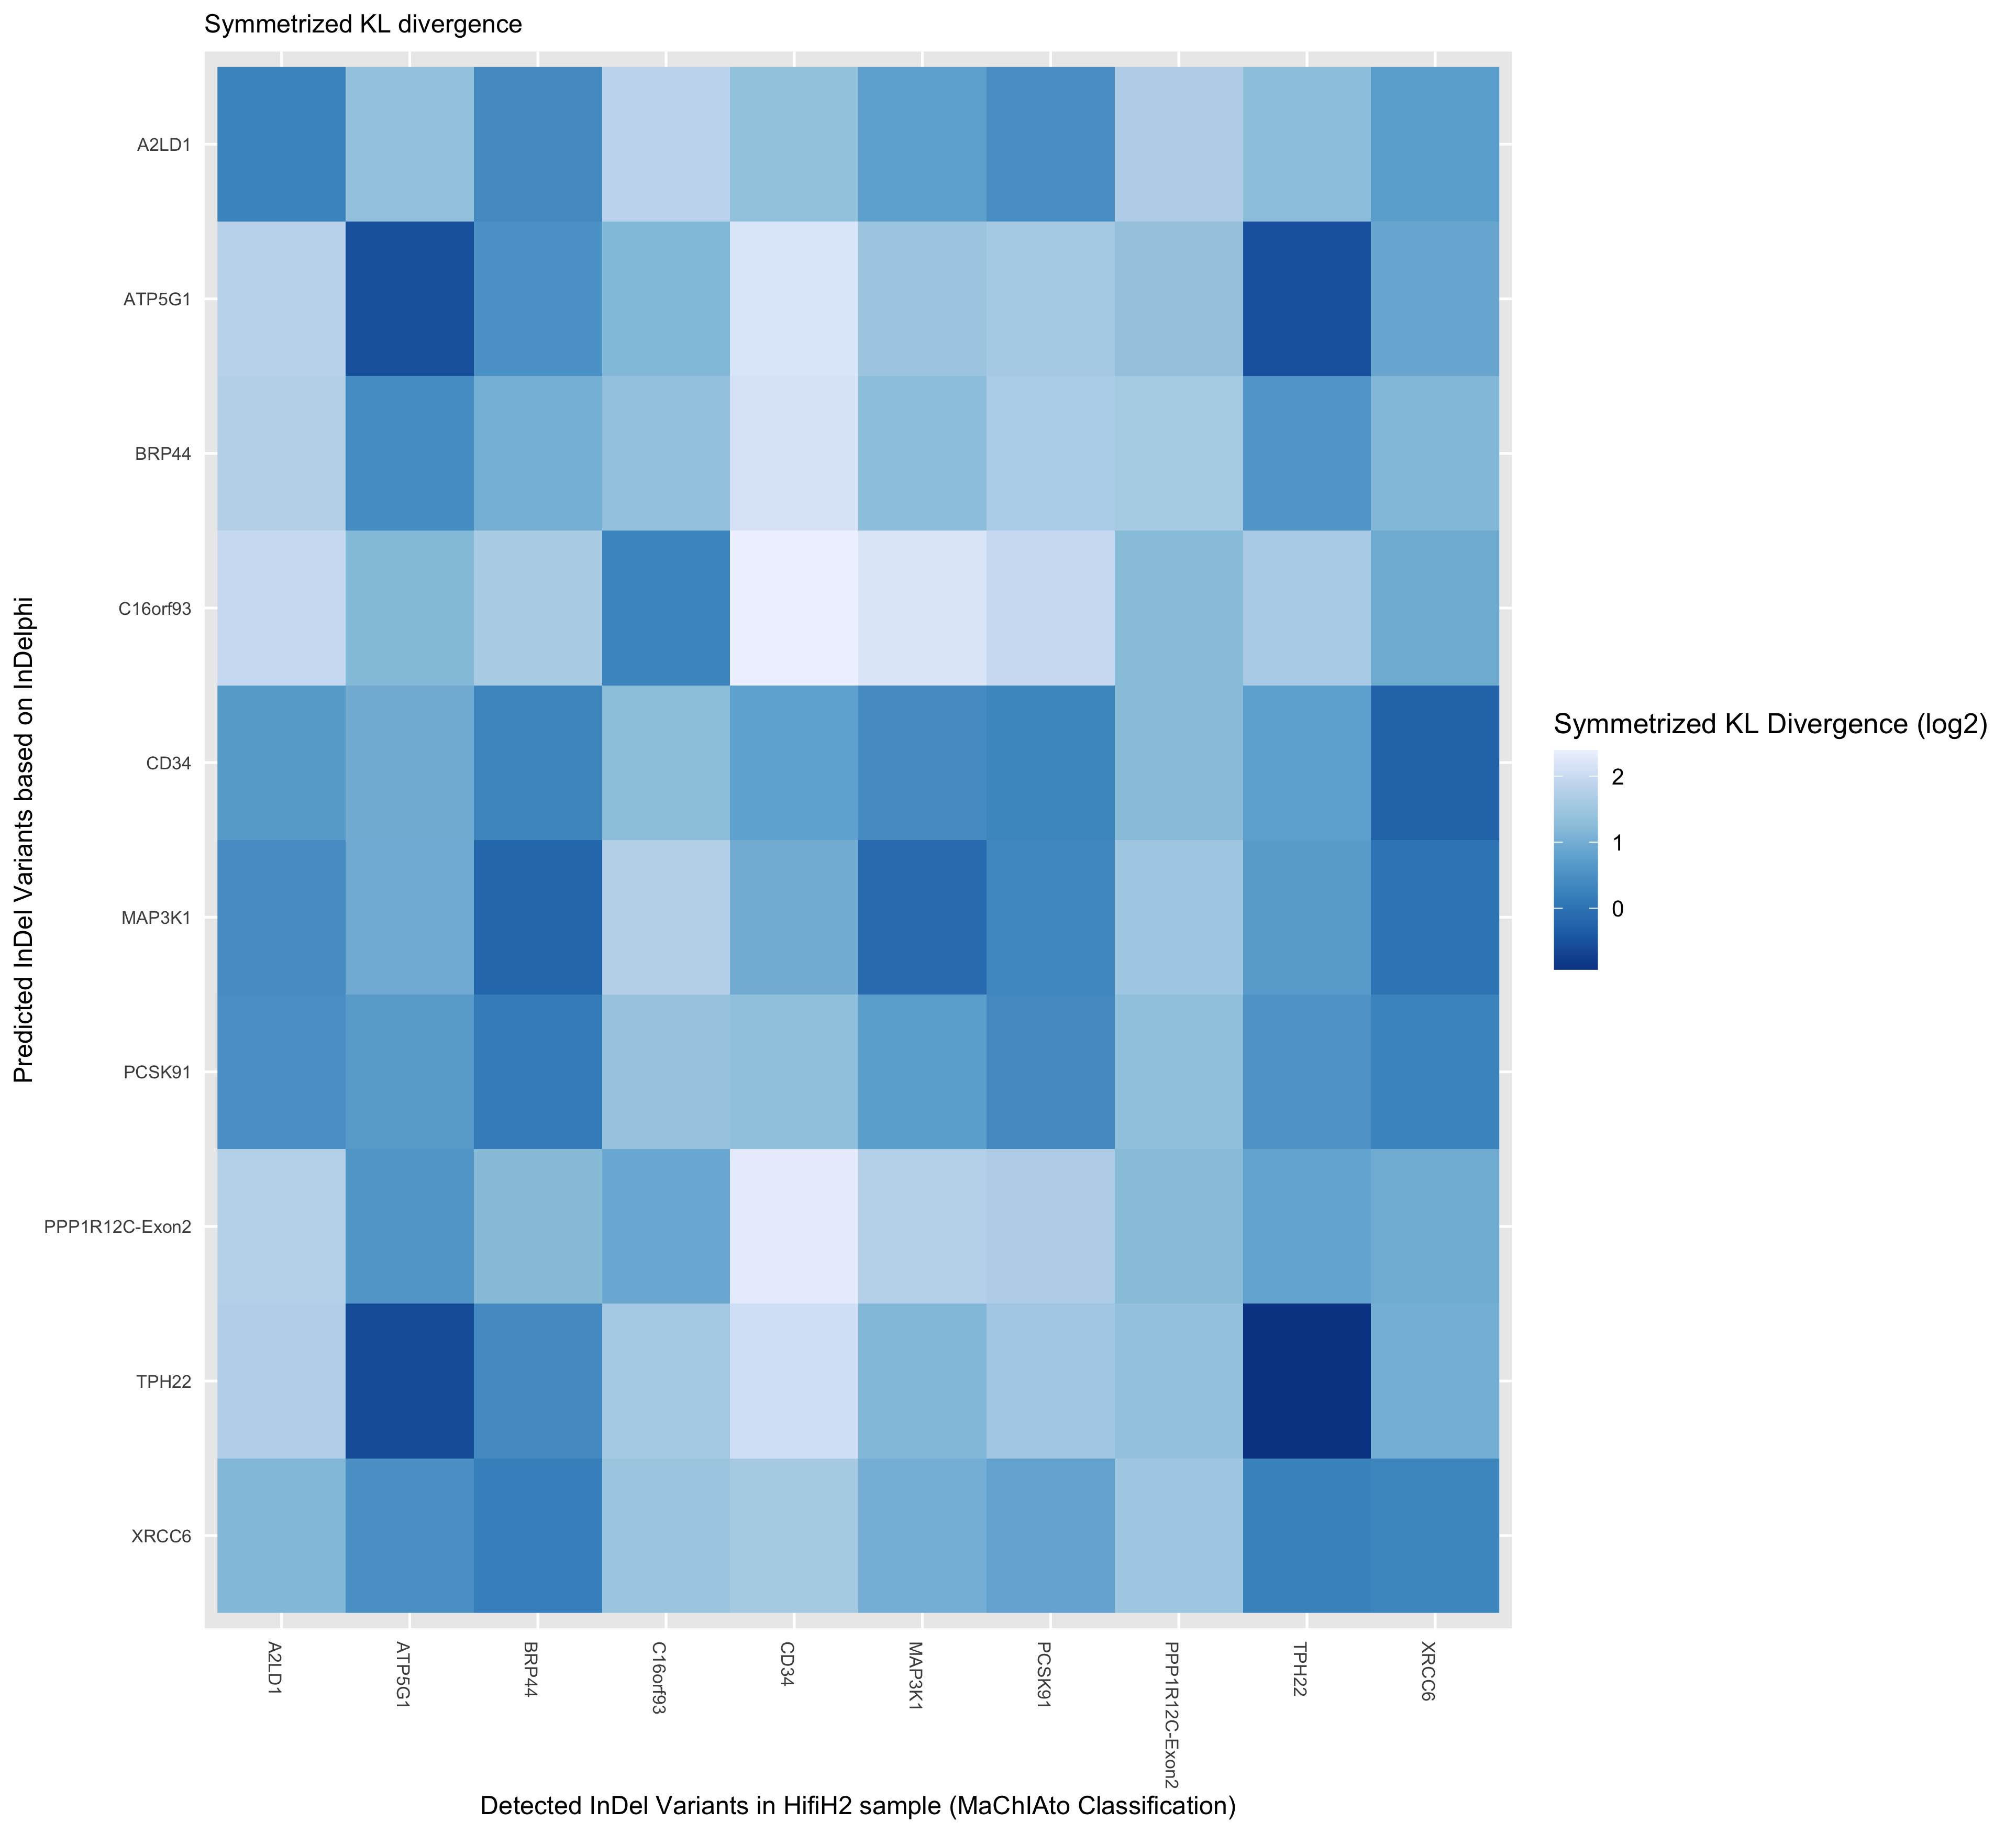 Symmetrized KL divergence
Predicted InDel Variants based on InDelphi
A2LD1
ATP5G1
BRP44
C16orf93
CD34
MAP3K1
PCSK91
PPP1R12C-Exon2
TPH22
XRCC6
A2LD1
ATP5G1
BRP44
C16orf93
CD34
MAP3K1
PCSK91
PPP1R12C-Exon2
TPH22
XRCC6
Detected InDel Variants in HifiH2 sample (MaChIAto Classification)
Symmetrized KL Divergence (log2)
2
1
0